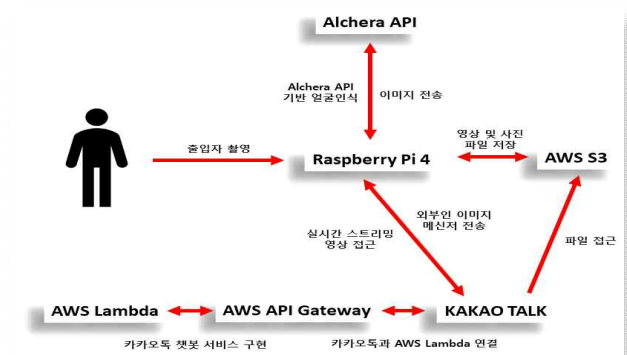 Alchera API
Alchera API
기반 얼굴인식
이미지 전송
출입자 촬영
영상 및 사진
파일 저장
Raspberry Pi 4
AWS S3
외부인 이미지
메신저 전송
실시간 스트리밍
영상 접근
파일 접근
AWS Lambda
AWS API Gateway
KAKAO TALK
카카오톡 챗봇 서비스 구현
카카오톡과 AWS Lambda 연결